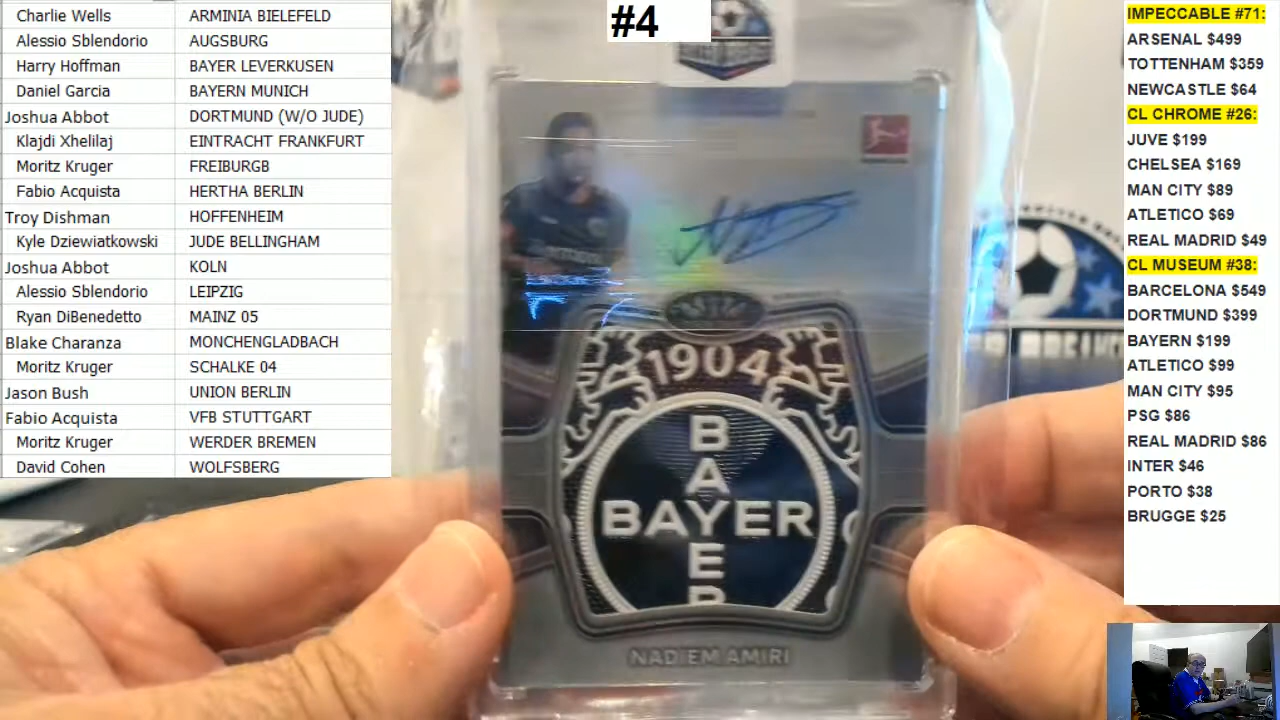 Charlie Wells ARMINIA BIELEFELD
Alessio Sblendorio AUGSBURG
Harry Hoffman BAYER LEVERKUSEN
Daniel Garcia BAYERN MUNICH
Joshua Abbot DORTMUND (W/O JUDE)
Klajdi Xhelilaj EINTRACHT FRANKFURT
Moritz Kruger FREIBURGB
Fabio Acquista HERTHA BERLIN
Troy Dishman HOFFENHEIM
Kyle Dziewiatkowski JUDE BELLINGHAM
Joshua Abbot KOLN
Alessio Sblendorio LEIPZIG
Ryan DiBenedetto MAINZ 05
Blake Charanza MONCHENGLADBACH
Moritz Kruger SCHALKE 04
Jason Bush UNION BERLIN
Fabio Acquista VFB STUTTGART
Moritz Kruger WERDER BREMEN
David Cohen WOLFSBERG
#4
1904
BAYER
BAYER
NADIEM AMIRI
IMPECCABLE #71:
ARSENAL $499
TOTTENHAM $359
NEWCASTLE $64
CL CHROME #26:
JUVE $199
CHELSEA $169
MAN CITY $89
ATLETICO $69
REAL MADRID $49
CL MUSEUM #38:
BARCELONA $549
DORTMUND $399
BAYERN $199
ATLETICO $99
MAN CITY $95
PSG $86
REAL MADRID $86
INTER $46
PORTO $38
BRUGGE $25